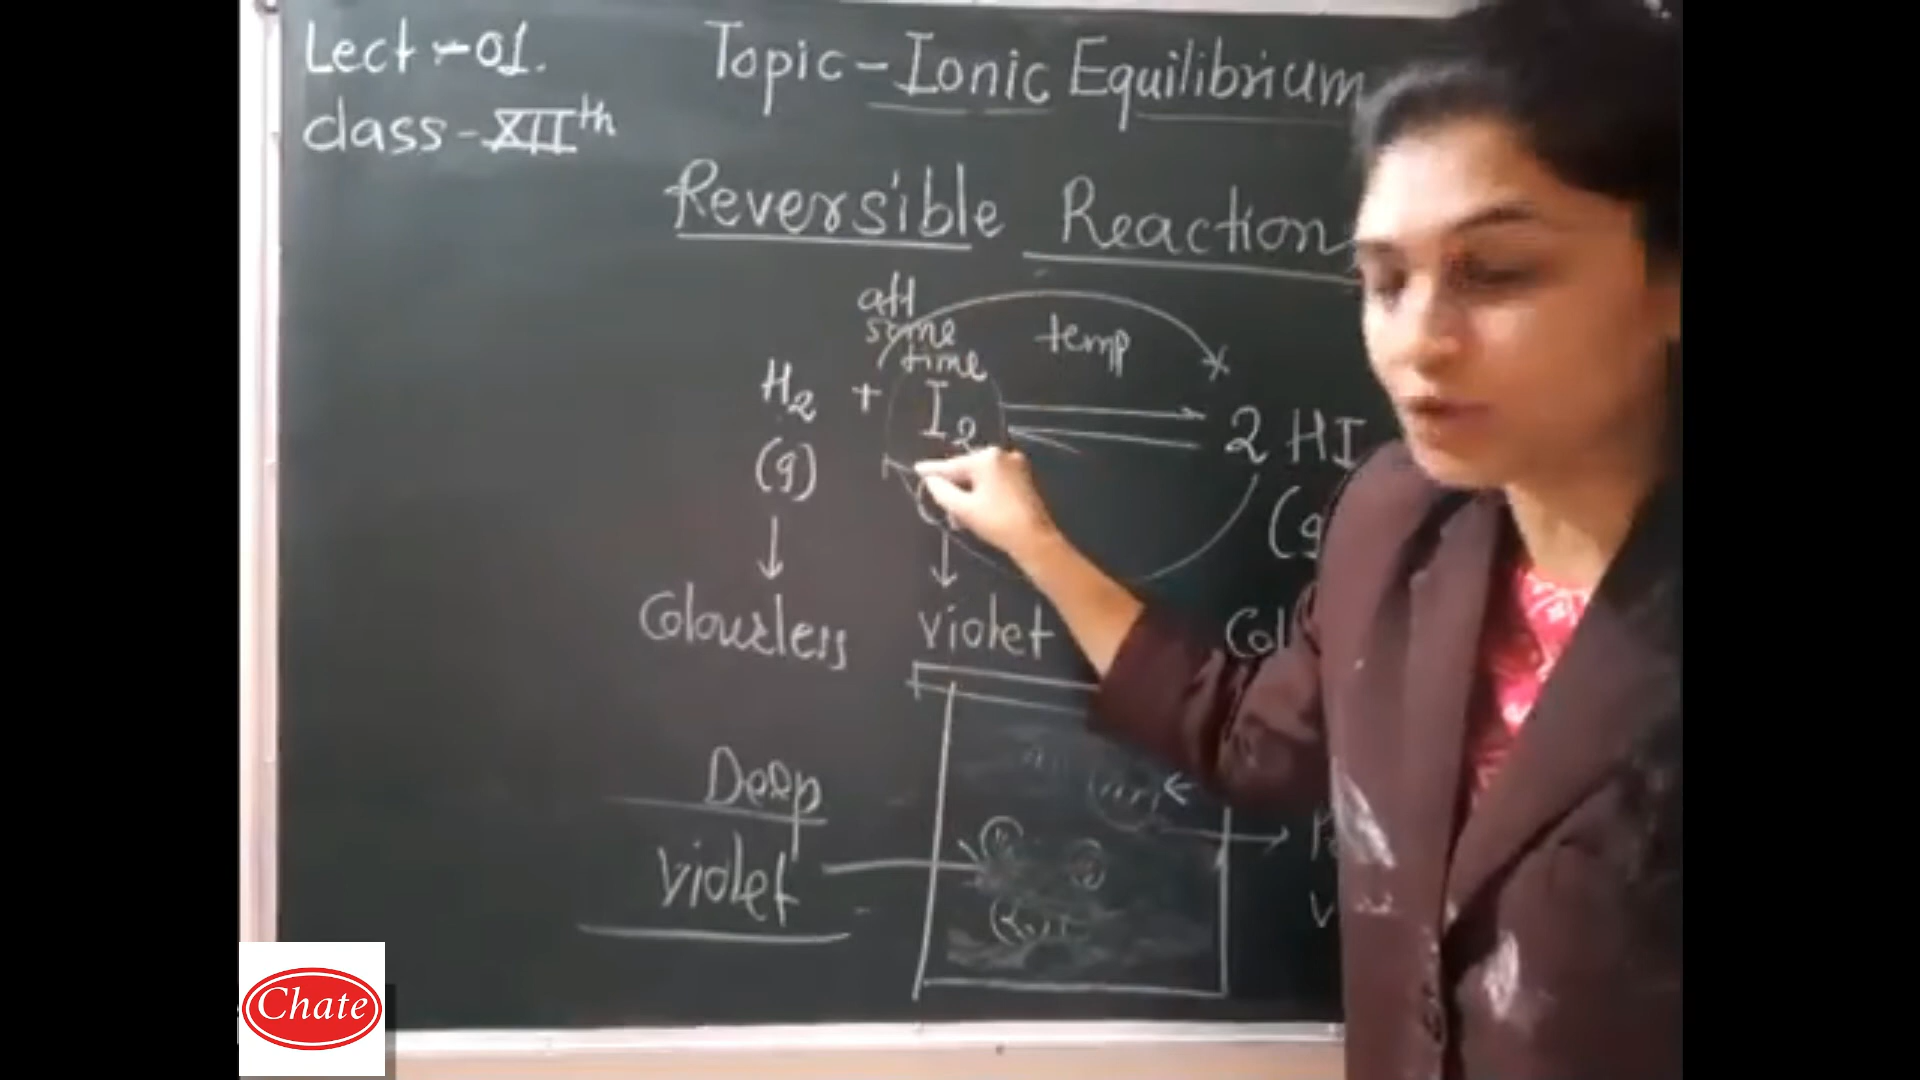 Lect-01.
class-XIIth
Topic-Ionic Equilibrium
Reversible Reaction
some
time
temp
H2 + I2 ⇌ 2 HI
(g)
Colourless violet Col
Deep
violet
Chate